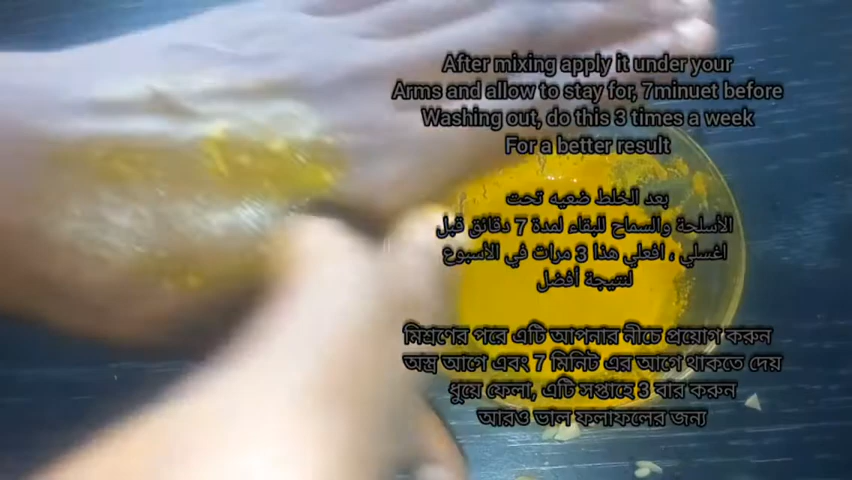 After mixing apply it under your
Arms and allow to stay for, 7minuet before
Washing out, do this 3 times a week
For a better result
بعد الخلط ضعيه تحت
الأسلحة والسماح للبقاء لمدة 7 دقائق قبل
اغسلي ، افعلي هذا 3 مرات في الأسبوع
لنتيجة أفضل
মিশ্রণের পরে এটি আপনার নীচে প্রয়োগ করুন
অস্ত্র আগে এবং 7 মিনিট এর আগে থাকতে দেয়
ধুয়ে ফেলা, এটি সপ্তাহে 3 বার করুন
আরও ভাল ফলাফলের জন্য